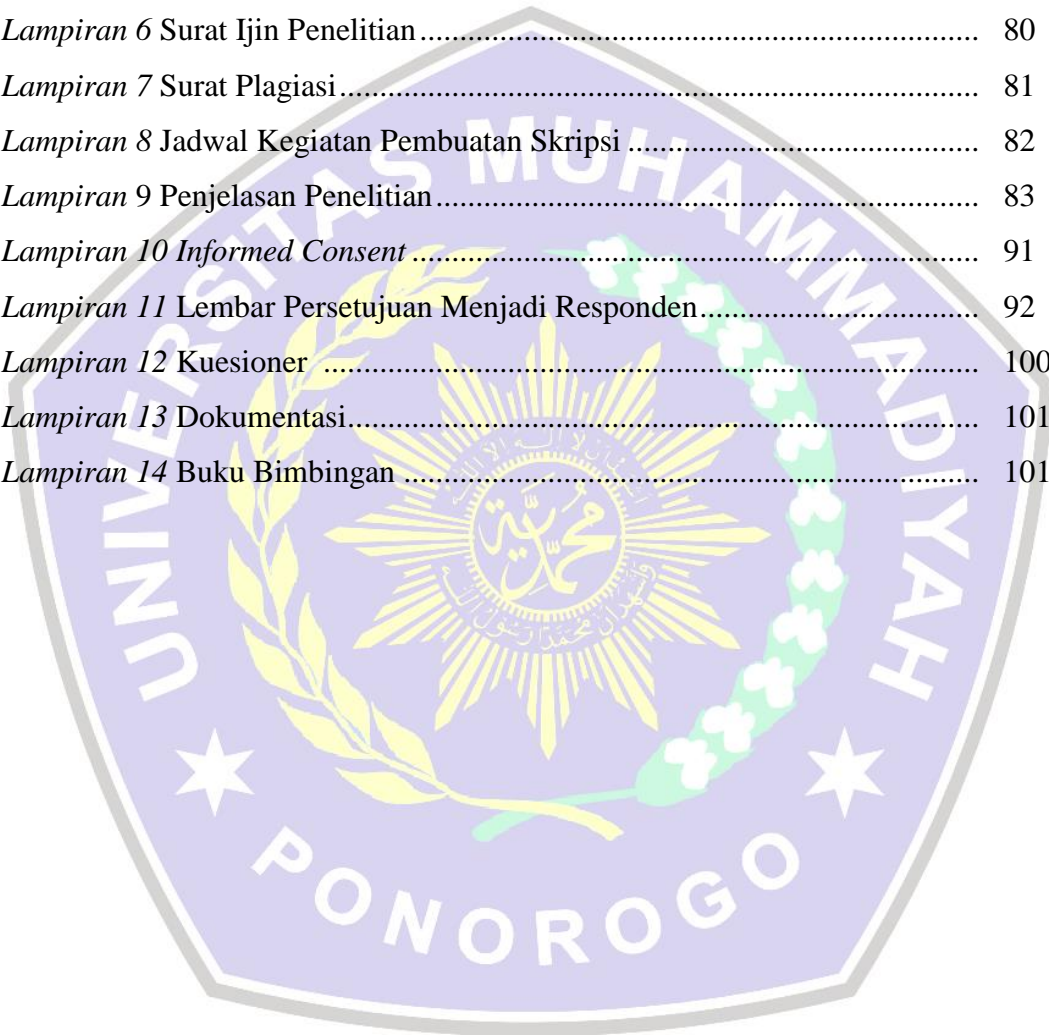 Lampiran 6 Surat Ijin Penelitian ........................................................................ 80
Lampiran 7 Surat Plagiasi ........................................................................ 81
Lampiran 8 Jadwal Kegiatan Pembuatan Skripsi ........................................................................ 82
Lampiran 9 Penjelasan Penelitian ........................................................................ 83
Lampiran 10 Informed Consent ........................................................................ 91
Lampiran 11 Lembar Persetujuan Menjadi Responden ........................................................................ 92
Lampiran 12 Kuesioner ........................................................................ 100
Lampiran 13 Dokumentasi ........................................................................ 101
Lampiran 14 Buku Bimbingan ........................................................................ 101
UNIVERSITAS MUHAMMADIYAH
PONOROGO
محمدية